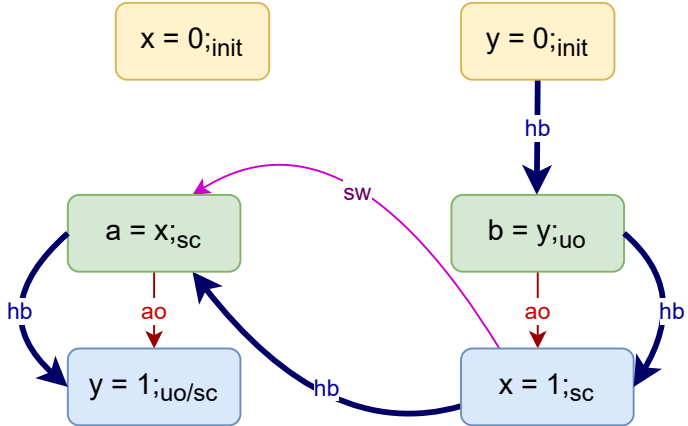 x = 0;init
y = 0;init
hb
sw
a = x;sc
b = y;uo
hb
ao
ao
hb
y = 1;uo/sc
hb
x = 1;sc